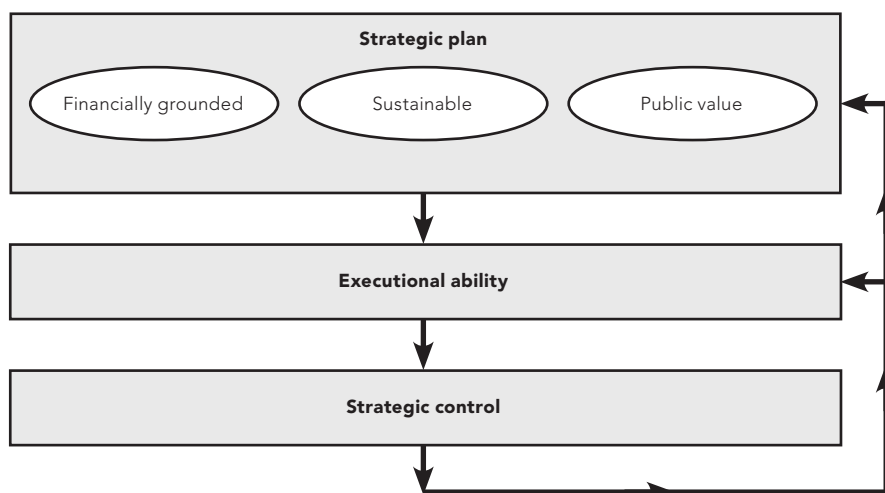 Strategic plan
Financially grounded
Sustainable
Public value
Executional ability
Strategic control